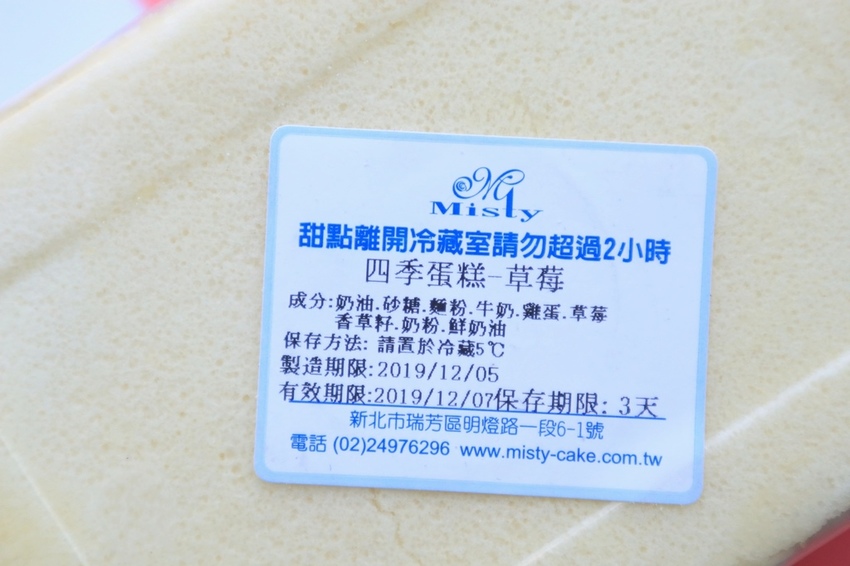 Misty
甜點離開冷藏室請勿超過2小時
四季蛋糕-草莓
成分:奶油.砂糖.麵粉.牛奶.雞蛋.草莓
香草籽.奶粉.鮮奶油
保存方法: 請置於冷藏5℃
製造期限:2019/12/05
有效期限:2019/12/07保存期限: 3天
新北市瑞芳區明燈路一段6-1號
電話 (02)24976296 www.misty-cake.com.tw